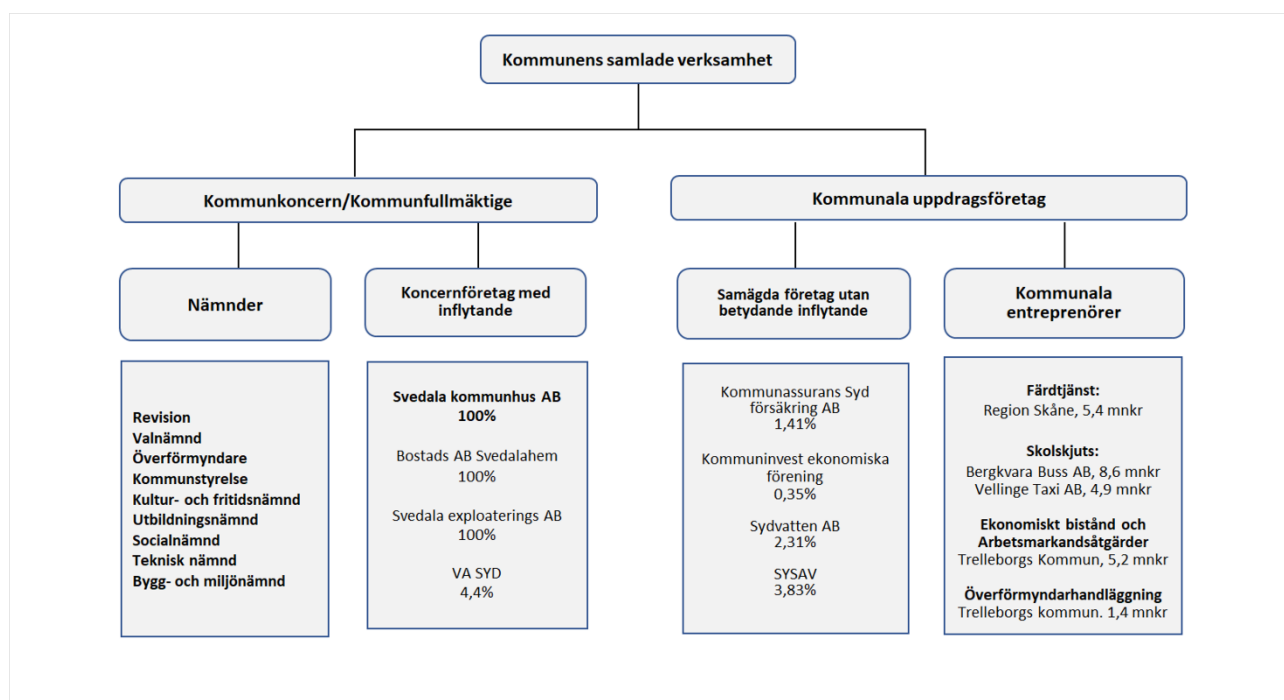 Kommunens samlade verksamhet
Kommunkoncern/Kommunfullmäktige
Kommunala uppdragsföretag
Nämnder
Koncernföretag med
inflytande
Samägda företag utan
betydande inflytande
Kommunala
entreprenörer
Revision
Valnämnd
Överförmyndare
Kommunstyrelse
Kultur- och fritidsnämnd
Utbildningsnämnd
Socialnämnd
Teknisk nämnd
Bygg- och miljönämnd
Svedala kommunhus AB
100%
Bostads AB Svedalahem
100%
Svedala exploaterings AB
100%
VA SYD
4,4%
Kommunassurans Syd
försäkring AB
1,41%
Kommuninvest ekonomiska
förening
0,35%
Sydvatten AB
2,31%
SYSAV
3,83%
Färdtjänst:
Region Skåne, 5,4 mnkr
Skolskjuts:
Bergkvara Buss AB, 8,6 mnkr
Vellinge Taxi AB, 4,9 mnkr
Ekonomiskt bistånd och
Arbetsmarkandsåtgärder
Trelleborgs Kommun, 5,2 mnkr
Överförmyndarhandläggning
Trelleborgs kommun. 1,4 mnkr